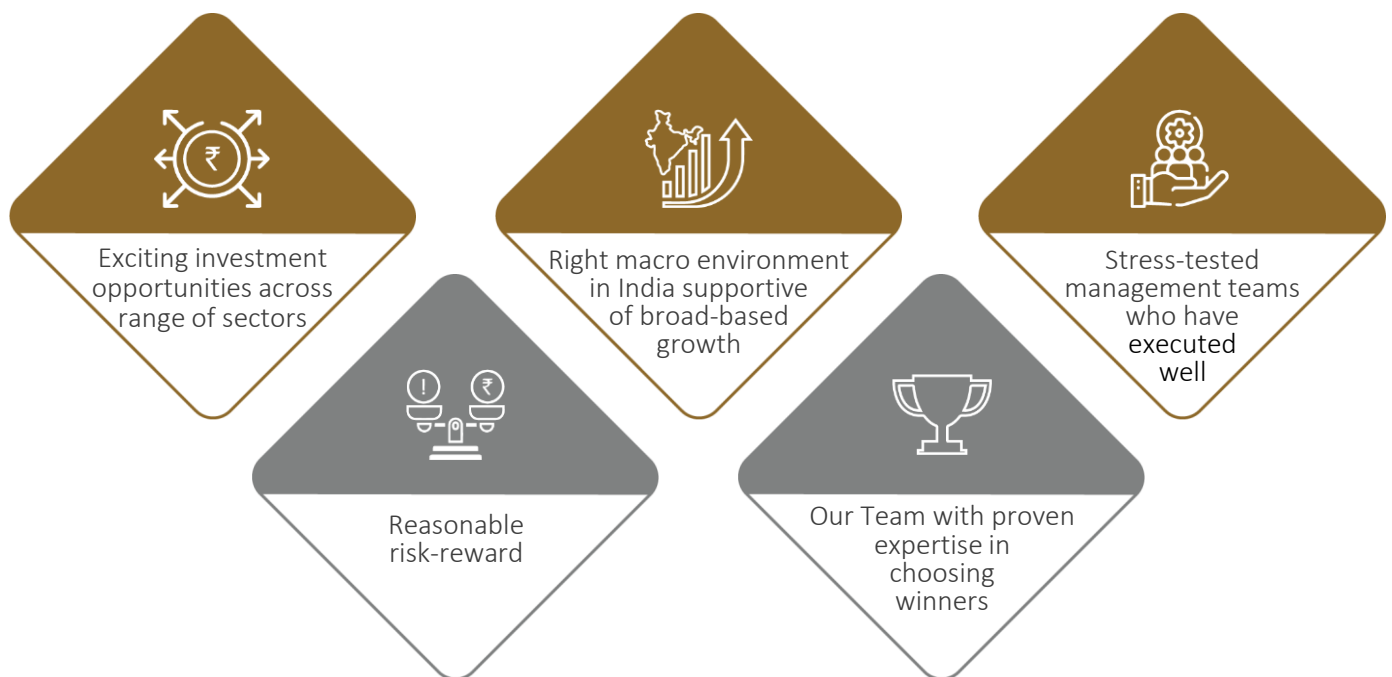 ₹
Exciting investment
opportunities across
range of sectors
Right macro environment
in India supportive
of broad-based
growth
Stress-tested
management teams
who have
executed
well
! ₹
Reasonable
risk-reward
Our Team with proven
expertise in
choosing
winners